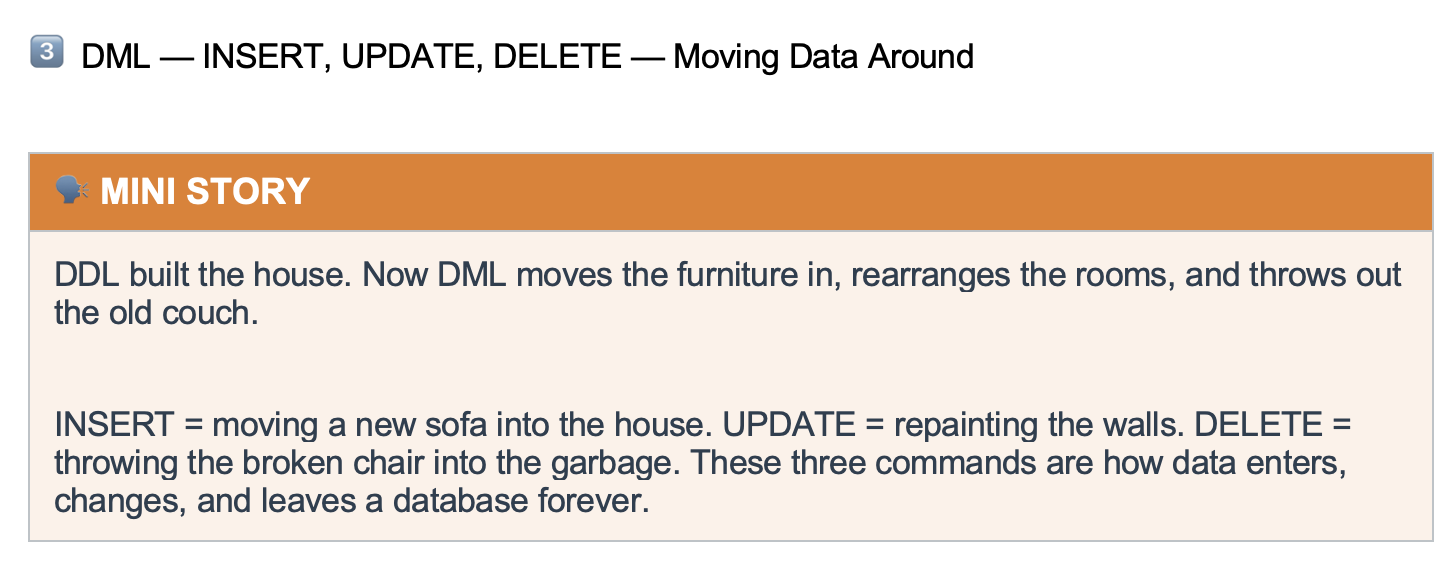 3 DML — INSERT, UPDATE, DELETE — Moving Data Around
MINI STORY
DDL built the house. Now DML moves the furniture in, rearranges the rooms, and throws out
the old couch.
INSERT = moving a new sofa into the house. UPDATE = repainting the walls. DELETE =
throwing the broken chair into the garbage. These three commands are how data enters,
changes, and leaves a database forever.